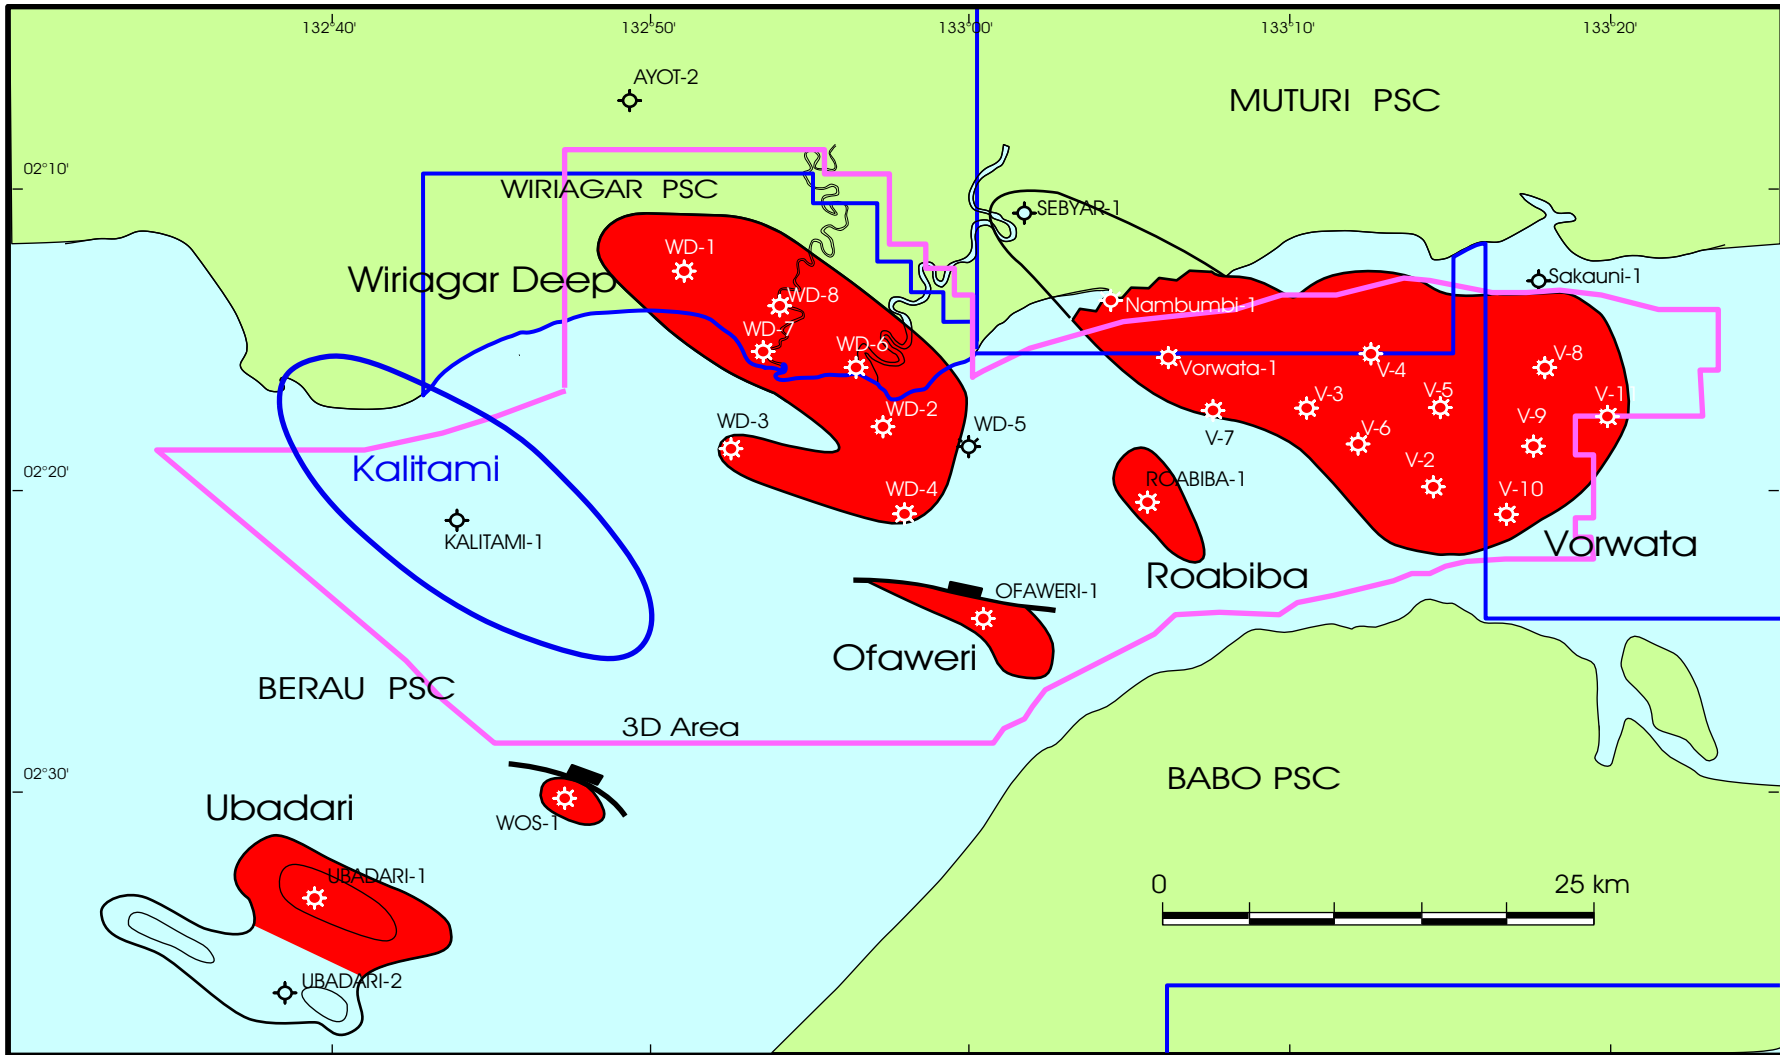 132°40'
132°50'
133°00'
133°10'
133°20'
AYOT-2
MUTURI PSC
02°10'
WIRIAGAR PSC
SEBYAR-1
WD-1
Wiriagar Deep
WD-8
Sakauni-1
Nambumbi-1
WD-7
WD-6
Vorwata-1
V-4
V-8
V-3
V-5
V-1
WD-2
WD-3
WD-5
V-7
V-6
V-9
Kalitami
02°20'
V-2
ROABIBA-1
WD-4
V-10
KALITAMI-1
Vorwata
Roabiba
OFAWERI-1
Ofaweri
BERAU PSC
3D Area
02°30'
BABO PSC
Ubadari
WOS-1
UBADARI-1
0
25 km
UBADARI-2